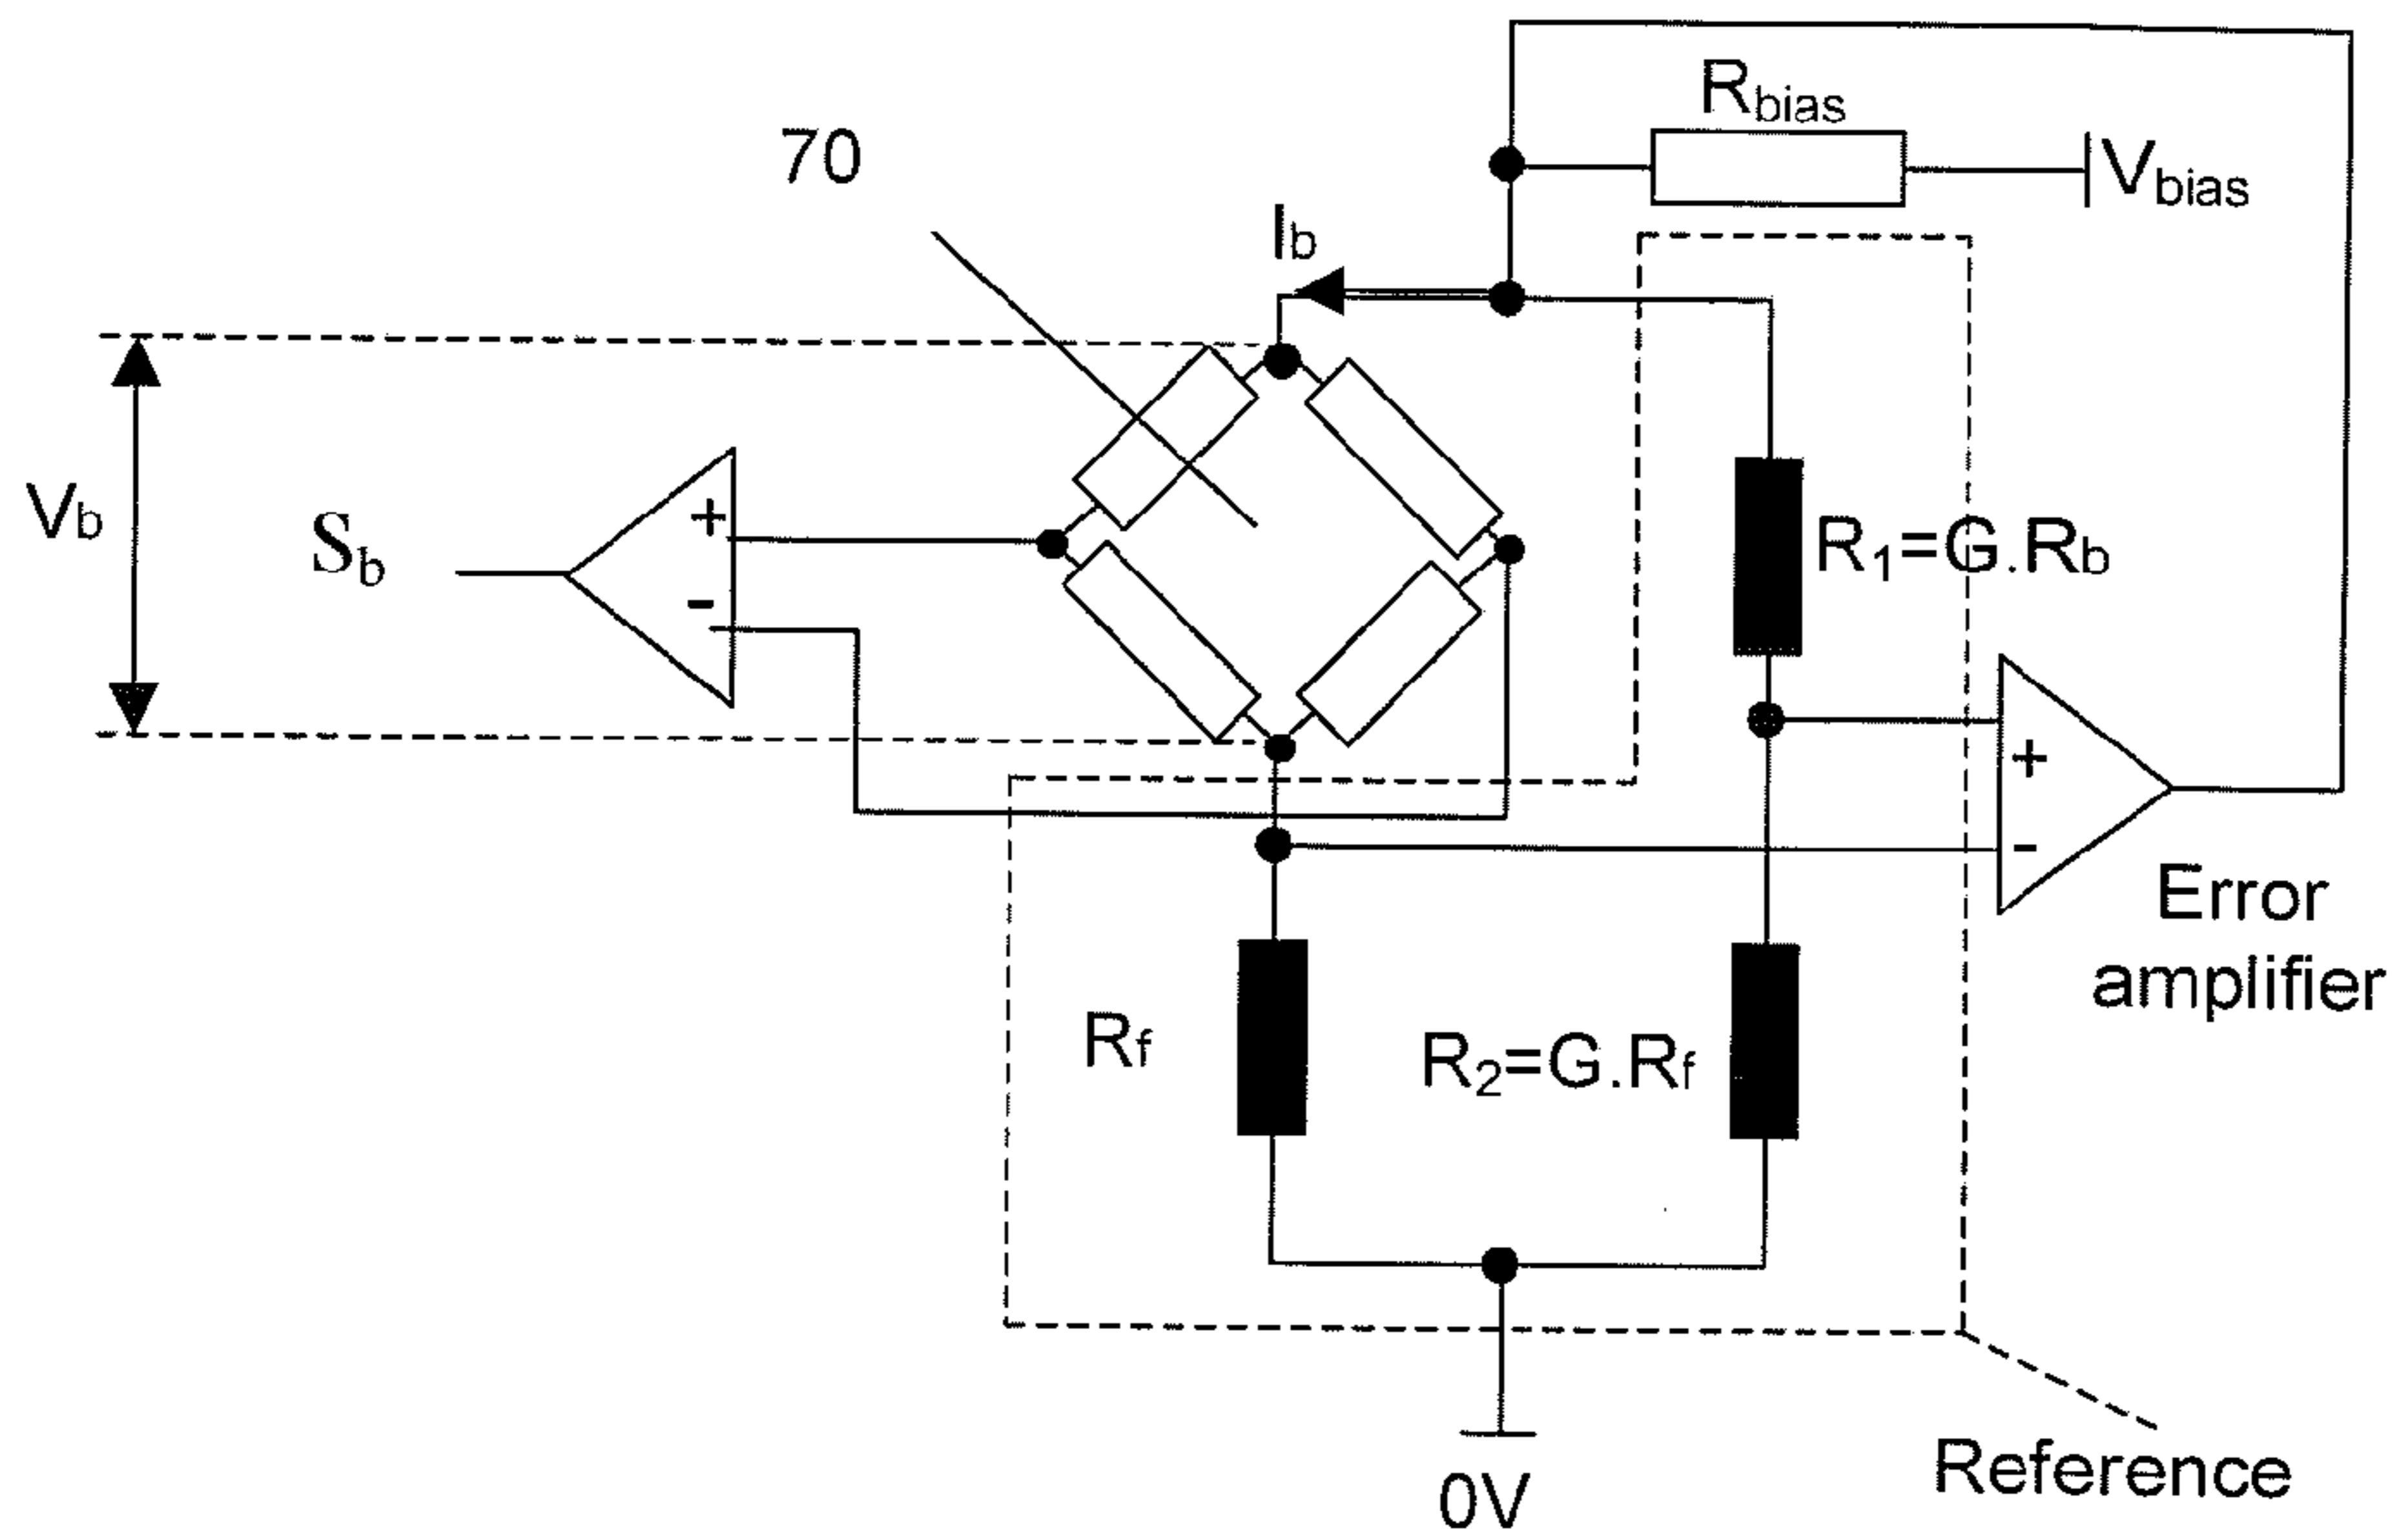 Rbias
70
Vbias
Ib
Vb
Sb
+
-
R1=G.Rb
+
-
Error
amplifier
Rf
R2=G.Rf
Reference
0V